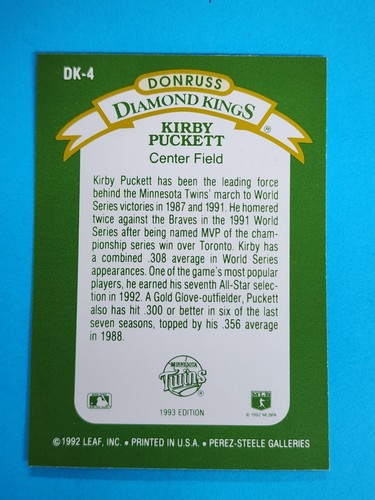 DK-4
DONRUSS
DIAMOND KINGS
®
KIRBY
PUCKETT
Center Field
Kirby Puckett has been the leading force
behind the Minnesota Twins' march to World
Series victories in 1987 and 1991. He homered
twice against the Braves in the 1991 World
Series after being named MVP of the cham-
pionship series win over Toronto. Kirby has
a combined .308 average in World Series
appearances. One of the game's most popular
players, he earned his seventh All-Star selec-
tion in 1992. A Gold Glove-outfielder, Puckett
also has hit .300 or better in six of the last
seven seasons, topped by his .356 average
in 1988.
MINNESOTA
Twins
®
1993 EDITION
© 1992 MLBPA
© 1992 LEAF, INC. • PRINTED IN U.S.A. • PEREZ-STEELE GALLERIES